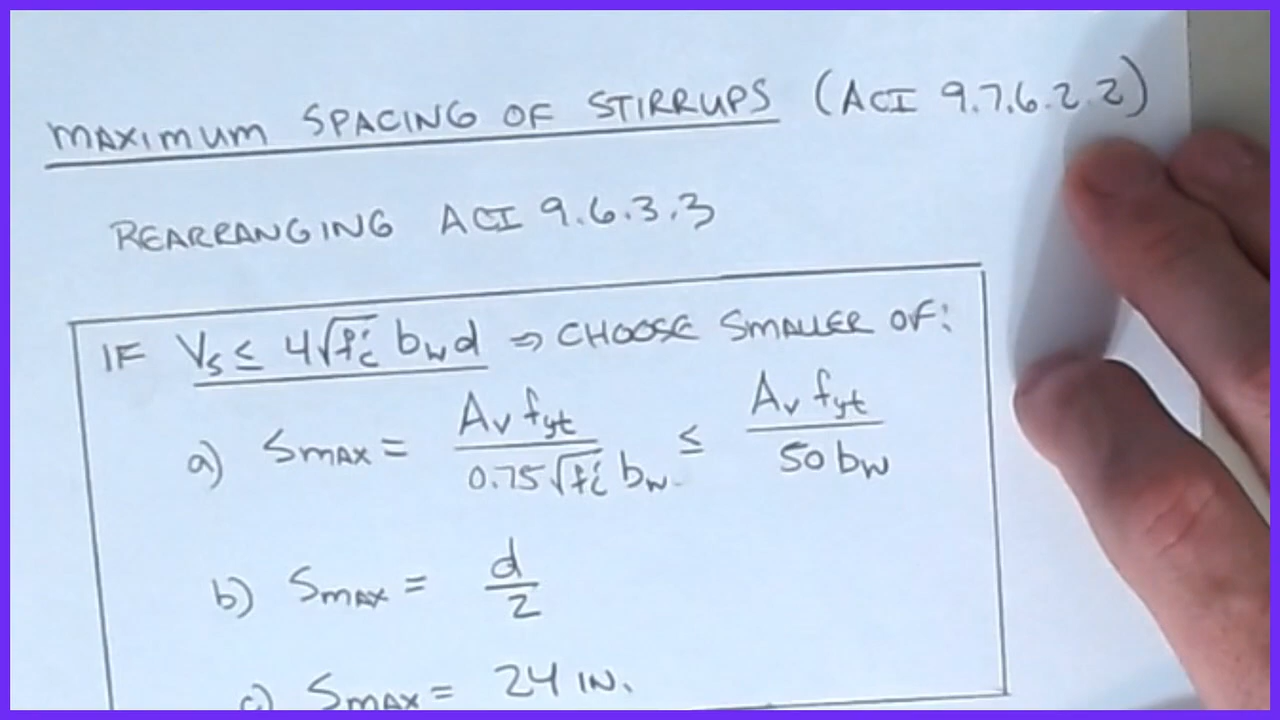 MAXIMUM SPACING OF STIRRUPS (ACI 9.7.6.2.2)
REARRANGING ACI 9.6.3.3
IF Vs ≤ 4√f'c bwd ⇒ CHOOSE SMALLER OF:
a) SMAX = Av fyt / 0.75√f'c bw ≤ Av fyt / 50 bw
b) SMAX = d / 2
c) SMAX = 24 IN.